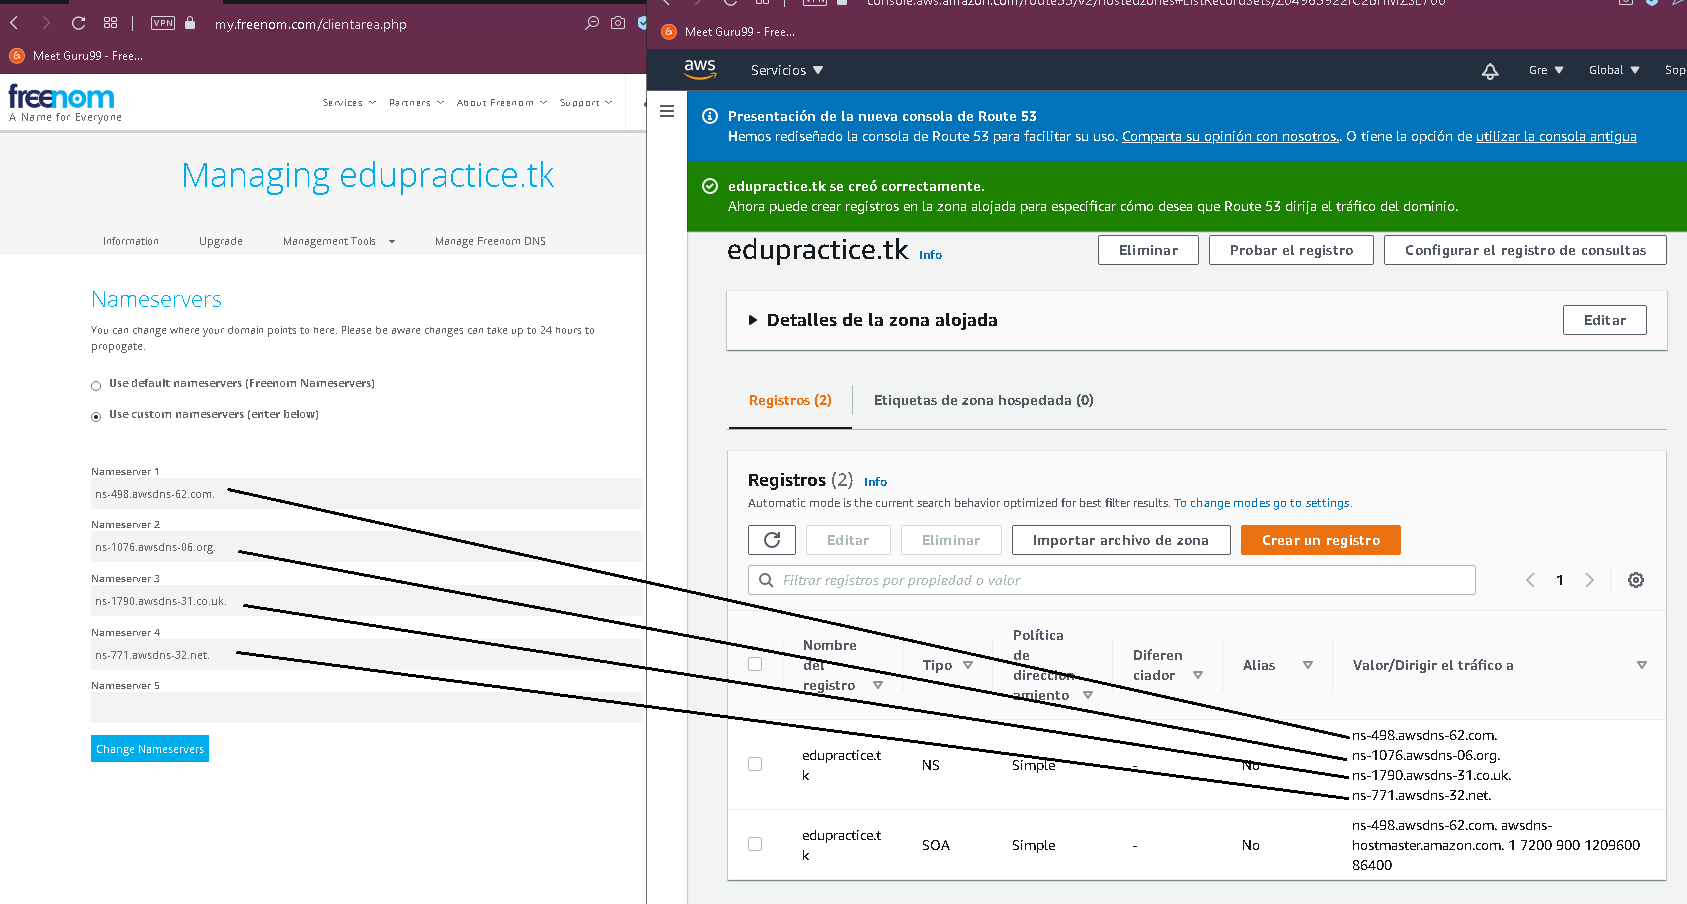 VPN
my.freenom.com/clientarea.php
Meet Guru99 - Free...
freenom
A Name for Everyone
Services
Partners
About Freenom
Support
Managing edupractice.tk
Information
Upgrade
Management Tools
Manage Freenom DNS
Nameservers
You can change where your domain points to here. Please be aware changes can take up to 24 hours to
propogate.
Use default nameservers (Freenom Nameservers)
Use custom nameservers (enter below)
Nameserver 1
ns-498.awsdns-62.com.
Nameserver 2
ns-1076.awsdns-06.org.
Nameserver 3
ns-1790.awsdns-31.co.uk.
Nameserver 4
ns-771.awsdns-32.net.
Nameserver 5
Change Nameservers
Meet Guru99 - Free...
aws
Servicios
Gre
Global
Sop
Presentación de la nueva consola de Route 53
Hemos rediseñado la consola de Route 53 para facilitar su uso. Comparta su opinión con nosotros.. O tiene la opción de utilizar la consola antigua
edupractice.tk se creó correctamente.
Ahora puede crear registros en la zona alojada para especificar cómo desea que Route 53 dirija el tráfico del dominio.
edupractice.tk Info
Eliminar
Probar el registro
Configurar el registro de consultas
Detalles de la zona alojada
Editar
Registros (2)
Etiquetas de zona hospedada (0)
Registros (2) Info
Automatic mode is the current search behavior optimized for best filter results. To change modes go to settings.
Editar
Eliminar
Importar archivo de zona
Crear un registro
Filtrar registros por propiedad o valor
1
Nombre
del
registro
Tipo
Política
de
direccion
amiento
Diferen
ciador
Alias
Valor/Dirigir el tráfico a
edupractice.t
k
NS
Simple
-
No
ns-498.awsdns-62.com.
ns-1076.awsdns-06.org.
ns-1790.awsdns-31.co.uk.
ns-771.awsdns-32.net.
edupractice.t
k
SOA
Simple
-
No
ns-498.awsdns-62.com. awsdns-
hostmaster.amazon.com. 1 7200 900 1209600
86400